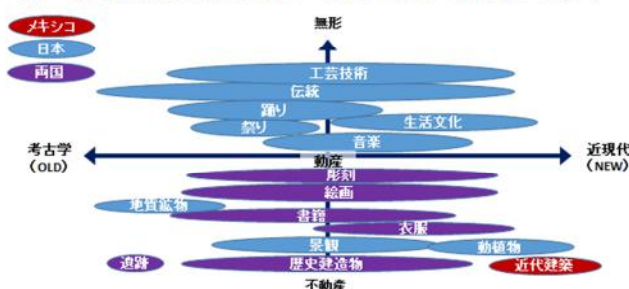 メキシコ
日本
両国
無形
工芸技術
伝統
踊り
生活文化
祭り
音楽
考古学
(OLD)
近現代
(NEW)
動産
彫刻
絵画
地質鉱物
書籍
衣服
景観
動植物
遺跡
歴史建造物
近代建築
不動産